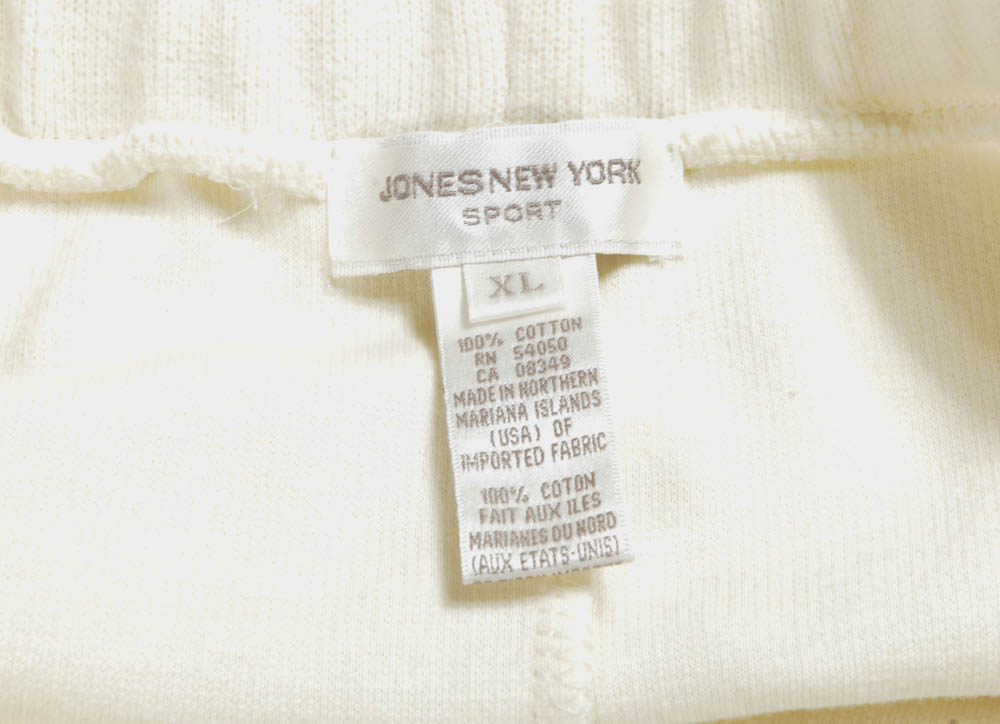 JONES NEW YORK
SPORT
XL
100% COTTON
RN 54050
CA 08349
MADE IN NORTHERN
MARIANA ISLANDS
(USA) OF
IMPORTED FABRIC
100% COTON
FAIT AUX ILES
MARIANES DU NORD
(AUX ETATS-UNIS)